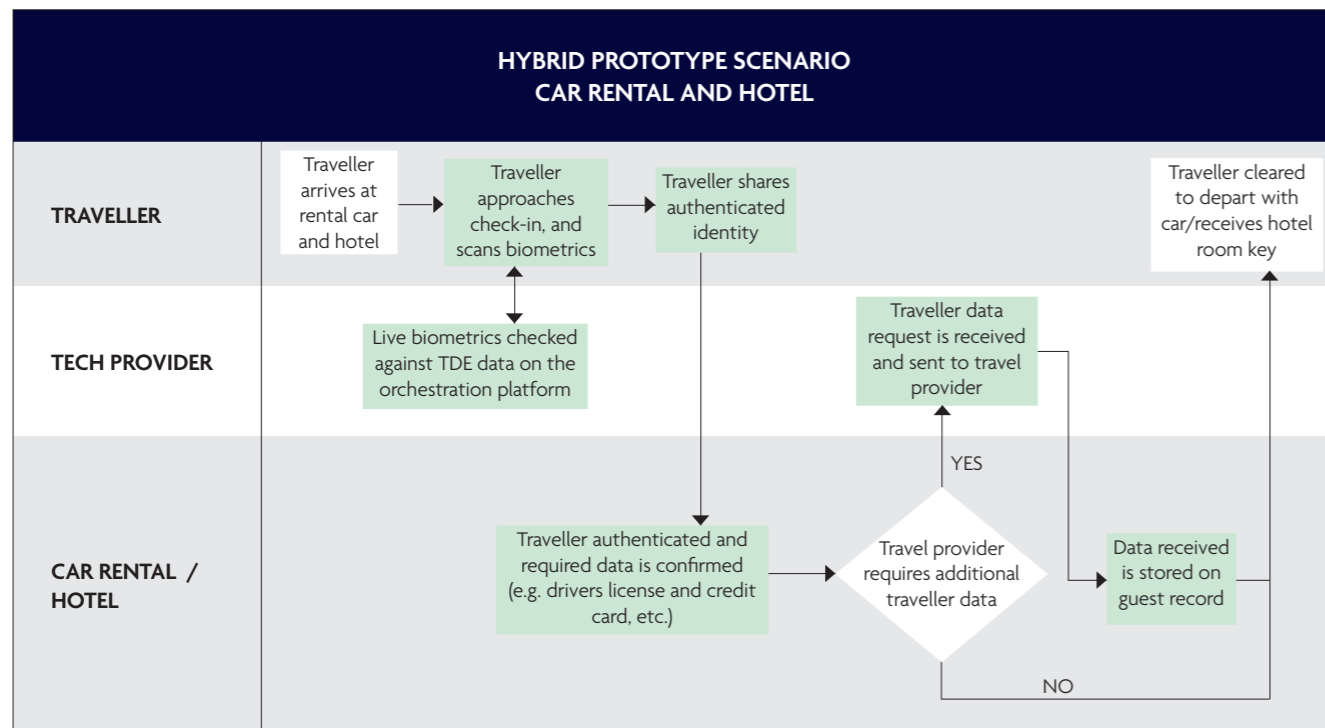 HYBRID PROTOTYPE SCENARIO
CAR RENTAL AND HOTEL
TRAVELLER
Traveller
arrives at
rental car
and hotel
Traveller
approaches
check-in, and
scans biometrics
Traveller shares
authenticated
identity
Traveller cleared
to depart with
car/receives hotel
room key
TECH PROVIDER
Live biometrics checked
against TDE data on the
orchestration platform
Traveller data
request is received
and sent to travel
provider
YES
CAR RENTAL /
HOTEL
Traveller authenticated and
required data is confirmed
(e.g. drivers license and credit
card, etc.)
Travel provider
requires additional
traveller data
Data received
is stored on
guest record
NO